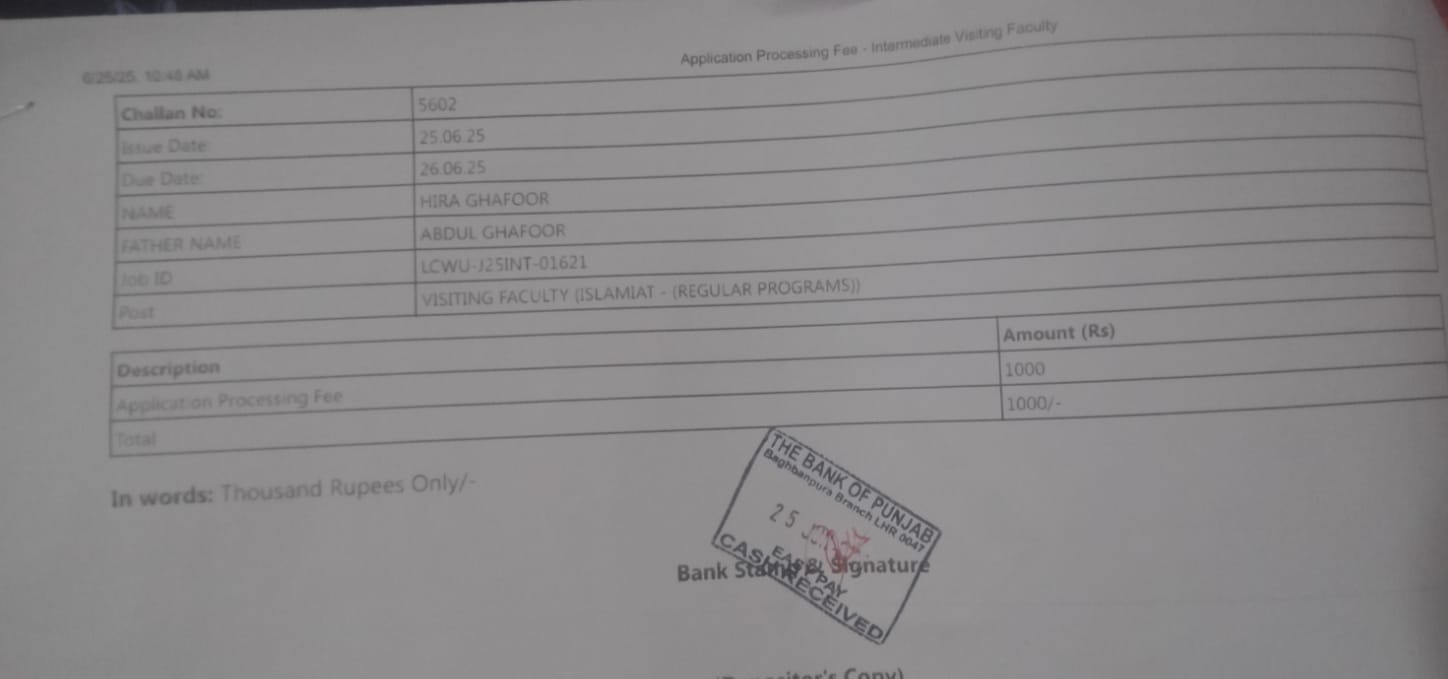 6/25/25, 10:48 AM
Application Processing Fee - Intermediate Visiting Faculty
Challan No: 5602
Issue Date: 25.06.25
Due Date: 26.06.25
NAME HIRA GHAFOOR
FATHER NAME ABDUL GHAFOOR
Job ID LCWU-J25INT-01621
Post VISITING FACULTY (ISLAMIAT - (REGULAR PROGRAMS))
Description Amount (Rs)
Application Processing Fee 1000
Total 1000/-
In words: Thousand Rupees Only/-
THE BANK OF PUNJAB
Baghbanpura Branch LHR 0047
25
EASY PAY
CASH RECEIVED
Bank Stamp & Signature
Copy)